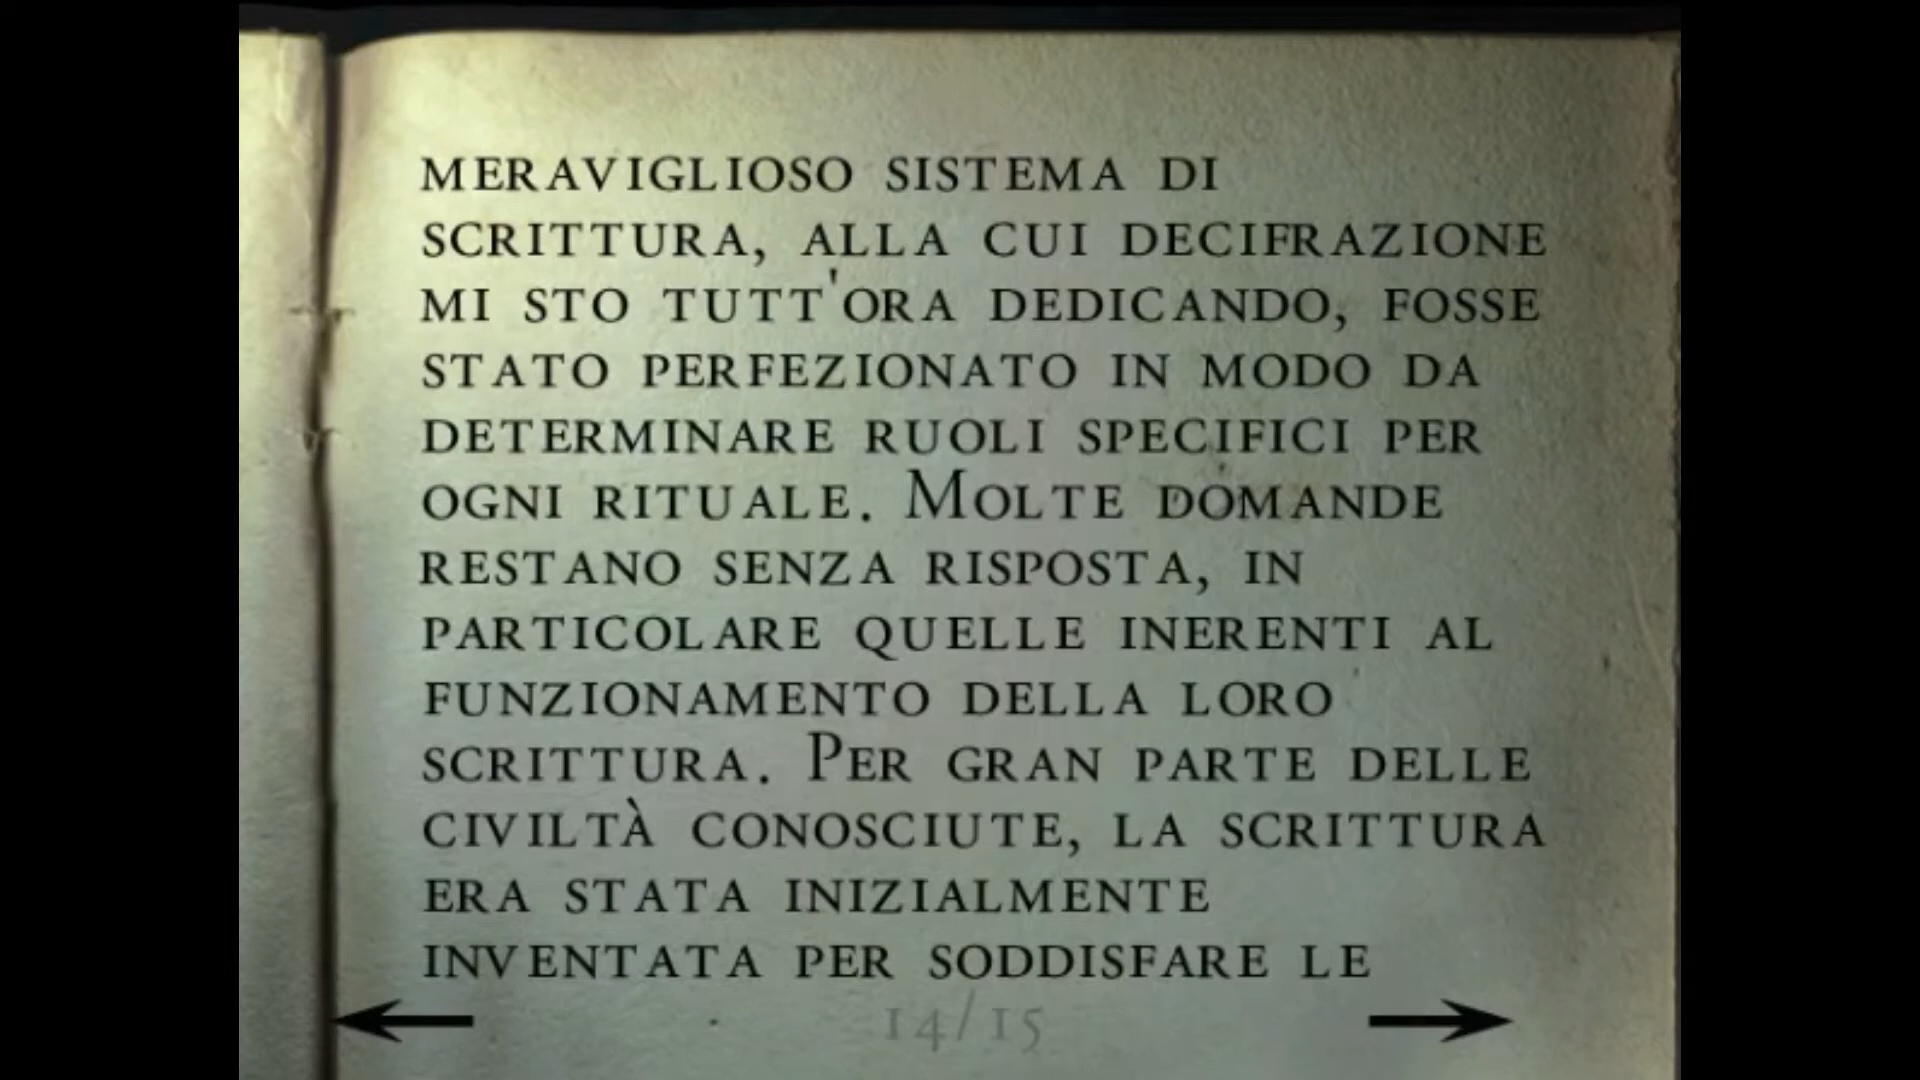 MERAVIGLIOSO SISTEMA DI
SCRITTURA, ALLA CUI DECIFRAZIONE
MI STO TUTT'ORA DEDICANDO, FOSSE
STATO PERFEZIONATO IN MODO DA
DETERMINARE RUOLI SPECIFICI PER
OGNI RITUALE. MOLTE DOMANDE
RESTANO SENZA RISPOSTA, IN
PARTICOLARE QUELLE INERENTI AL
FUNZIONAMENTO DELLA LORO
SCRITTURA. PER GRAN PARTE DELLE
CIVILTÀ CONOSCIUTE, LA SCRITTURA
ERA STATA INIZIALMENTE
INVENTATA PER SODDISFARE LE
14/15